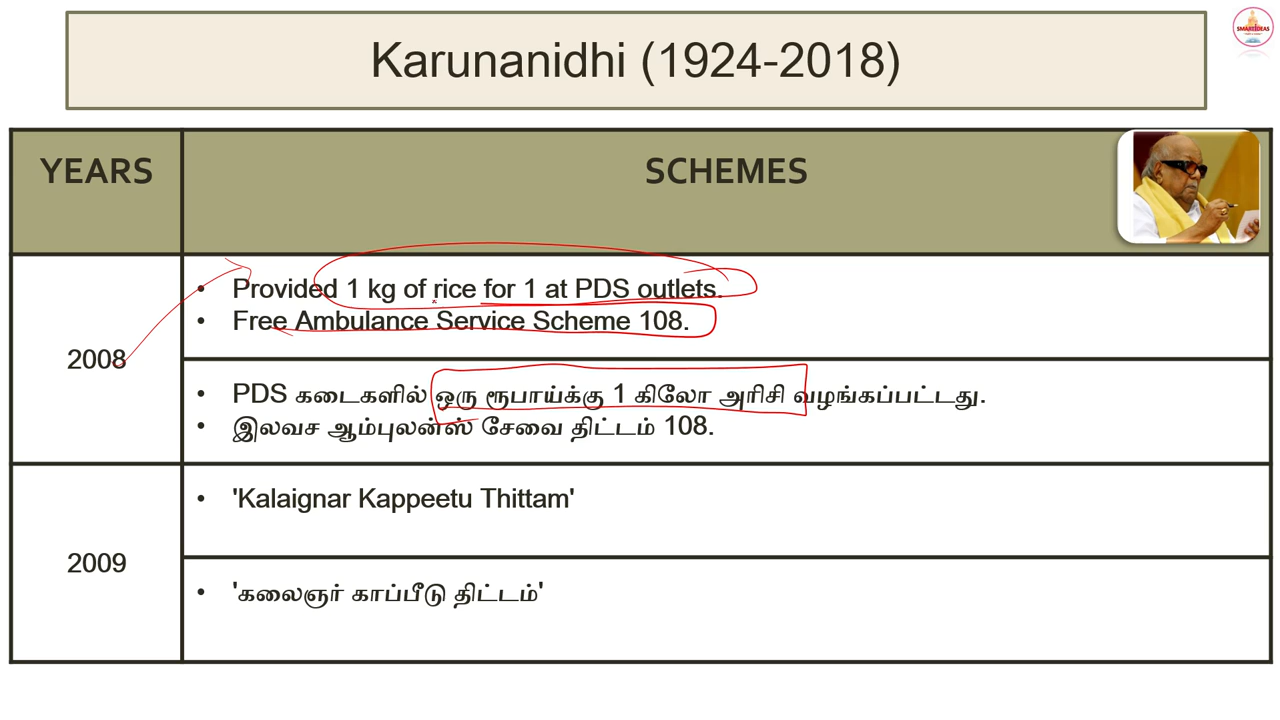 Karunanidhi (1924-2018)
SMARTIDEAS
YEARS
SCHEMES
2008
• Provided 1 kg of rice for 1 at PDS outlets.
• Free Ambulance Service Scheme 108.
• PDS கடைகளில் ஒரு ரூபாய்க்கு 1 கிலோ அரிசி வழங்கப்பட்டது.
• இலவச ஆம்புலன்ஸ் சேவை திட்டம் 108.
2009
• 'Kalaignar Kappeetu Thittam'
• 'கலைஞர் காப்பீடு திட்டம்'